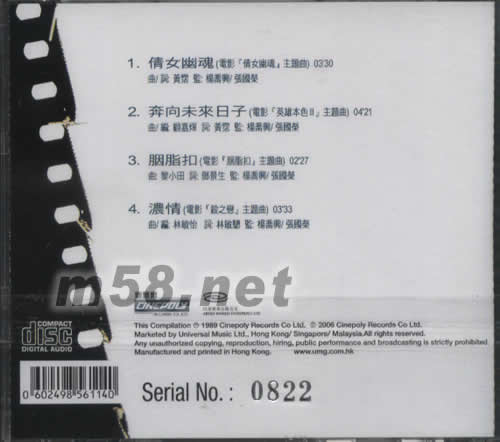 1. 倩女幽魂(電影『倩女幽魂』主題曲) 03'30
曲/詞 黃霑 監: 楊喬興/張國榮
2. 奔向未來日子(電影『英雄本色II』主題曲) 04'21
曲/編 顧嘉煇 詞: 黃霑 監: 楊喬興/張國榮
3. 胭脂扣(電影『胭脂扣』主題曲) 02'27
曲: 黎小田 詞: 鄧景生 監: 楊喬興/張國榮
4. 濃情(電影『殺之戀』主題曲) 03'33
曲/編: 林敏怡 詞: 林敏驄 監: 楊喬興/張國榮
m58.net
CINEPOLY
COMPACT
disc
DIGITAL AUDIO
This Compilation ℗ 1989 Cinepoly Records Co Ltd. © 2006 Cinepoly Records Co Ltd.
Marketed by Universal Music Ltd., Hong Kong/ Singapore/ Malaysia.All rights reserved.
Any unauthorized copying, reproduction, hiring, public performance and broadcasting is strictly prohibited.
Manufactured and printed in Hong Kong. www.umg.com.hk
0 602498 561140
Serial No. : 0822